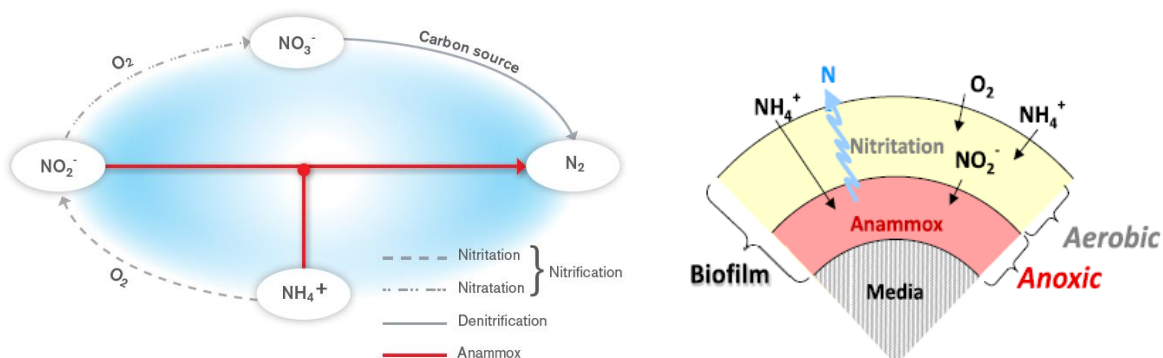 NO₃⁻
O₂
Carbon source
NO₂⁻
N₂
O₂
NH₄+
Nitritation
Nitratation
Nitrification
Denitrification
Anammox
N
O₂
NH₄⁺
NH₄⁺
Nitritation
NO₂⁻
Anammox
Aerobic
Biofilm
Media
Anoxic